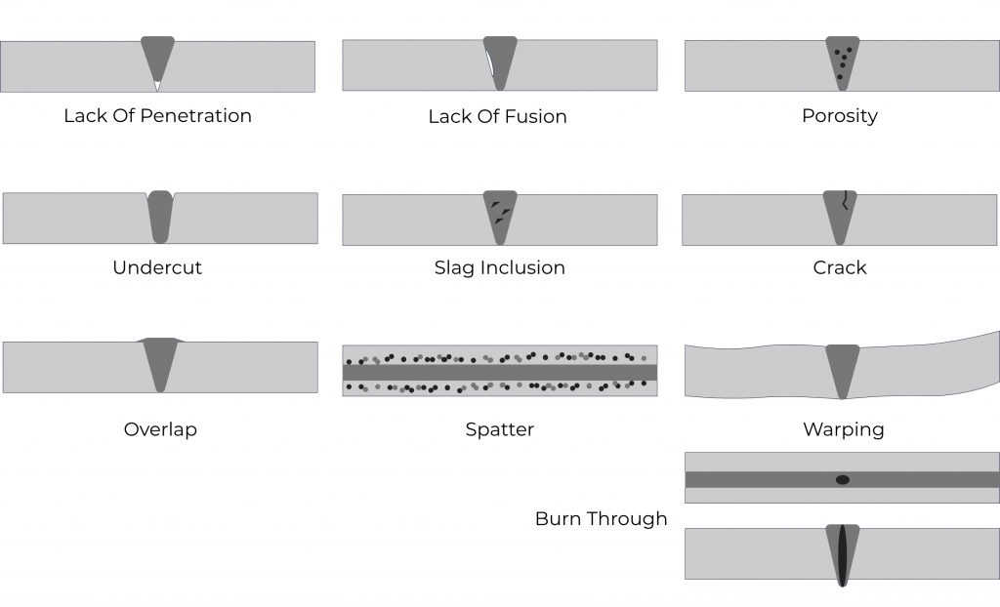 Lack Of Penetration
Lack Of Fusion
Porosity
Undercut
Slag Inclusion
Crack
Overlap
Spatter
Warping
Burn Through